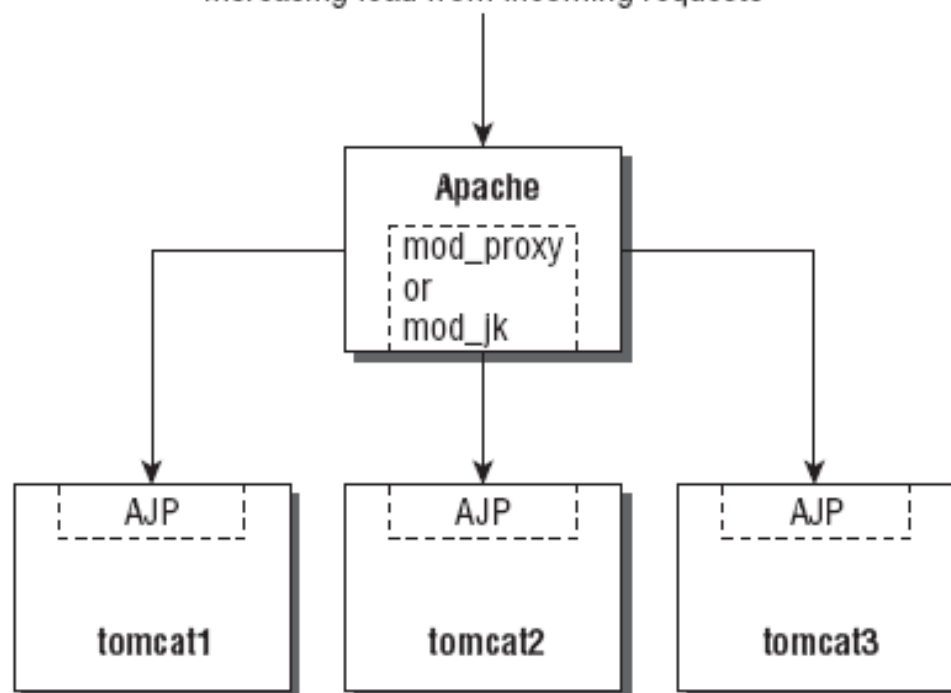 increasing load from incoming requests
Apache
mod_proxy
or
mod_jk
AJP
AJP
AJP
tomcat1
tomcat2
tomcat3